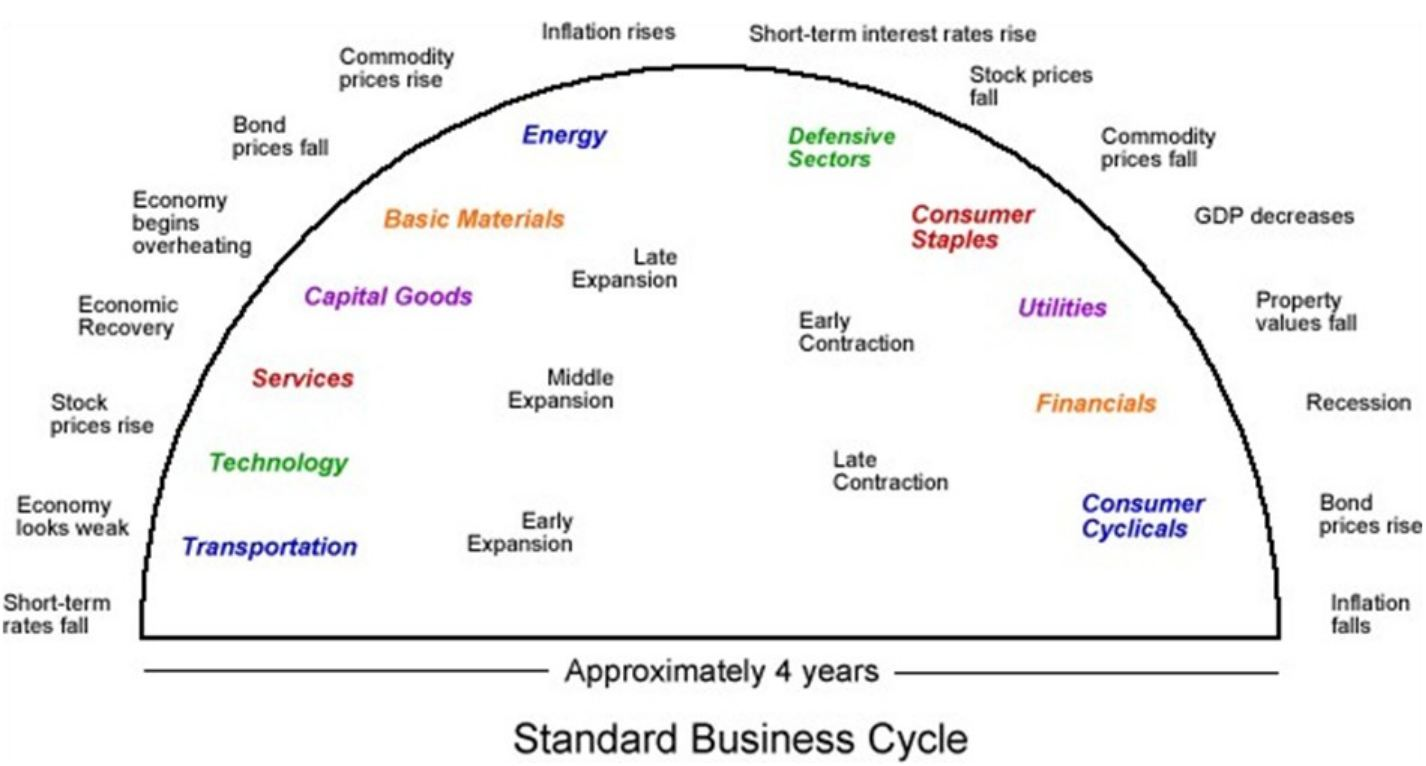 Inflation rises
Short-term interest rates rise
Commodity
prices rise
Stock prices
fall
Bond
prices fall
Energy
Defensive
Sectors
Commodity
prices fall
Economy
begins
overheating
Basic Materials
Consumer
Staples
GDP decreases
Late
Expansion
Economic
Recovery
Capital Goods
Early
Contraction
Utilities
Property
values fall
Services
Middle
Expansion
Financials
Recession
Stock
prices rise
Technology
Late
Contraction
Consumer
Cyclicals
Bond
prices rise
Economy
looks weak
Transportation
Early
Expansion
Short-term
rates fall
Inflation
falls
Approximately 4 years
Standard Business Cycle